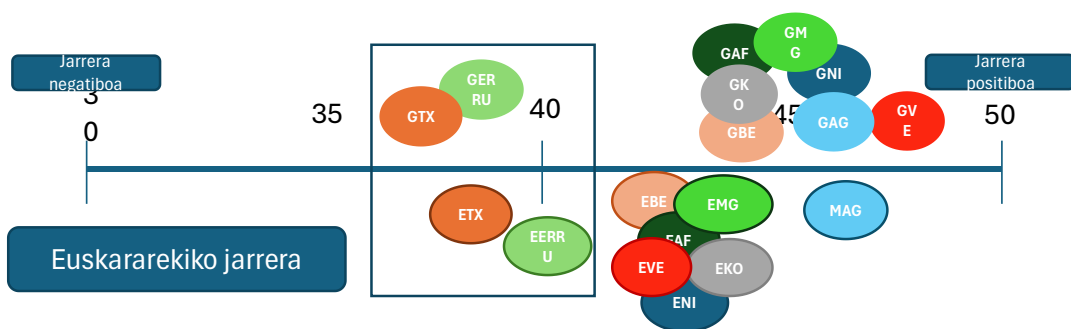 Jarrera
negatiboa
3
0
35
40
45
50
Jarrera
positiboa
GTX
GER
RU
GAF
GM
G
GNI
GK
O
GBE
GAG
GV
E
ETX
EERR
U
EBE
EMG
EAF
EVE
EKO
ENI
MAG
Euskararekiko jarrera